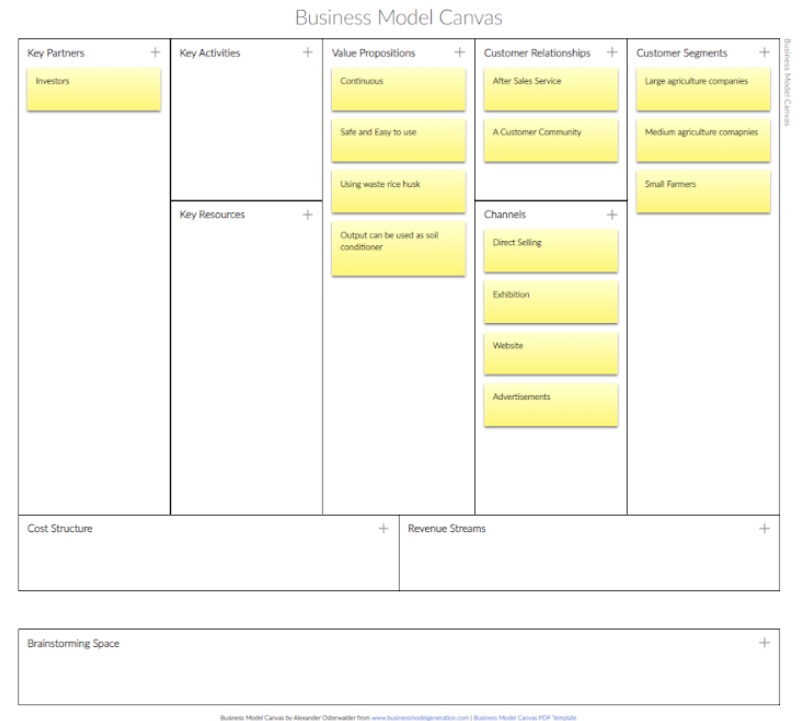 Business Model Canvas
Key Partners
Investors
Key Activities
Key Resources
Value Propositions
Continuous
Safe and Easy to use
Using waste rice husk
Output can be used as soil
conditioner
Customer Relationships
After Sales Service
A Customer Community
Channels
Direct Selling
Exhibition
Website
Advertisements
Customer Segments
Large agriculture companies
Medium agriculture comapnies
Small Farmers
Business Model Canvas
Cost Structure
Revenue Streams
Brainstorming Space
Business Model Canvas by Alexander Osterwalder from www.businessmodelgeneration.com | Business Model Canvas PDF Template